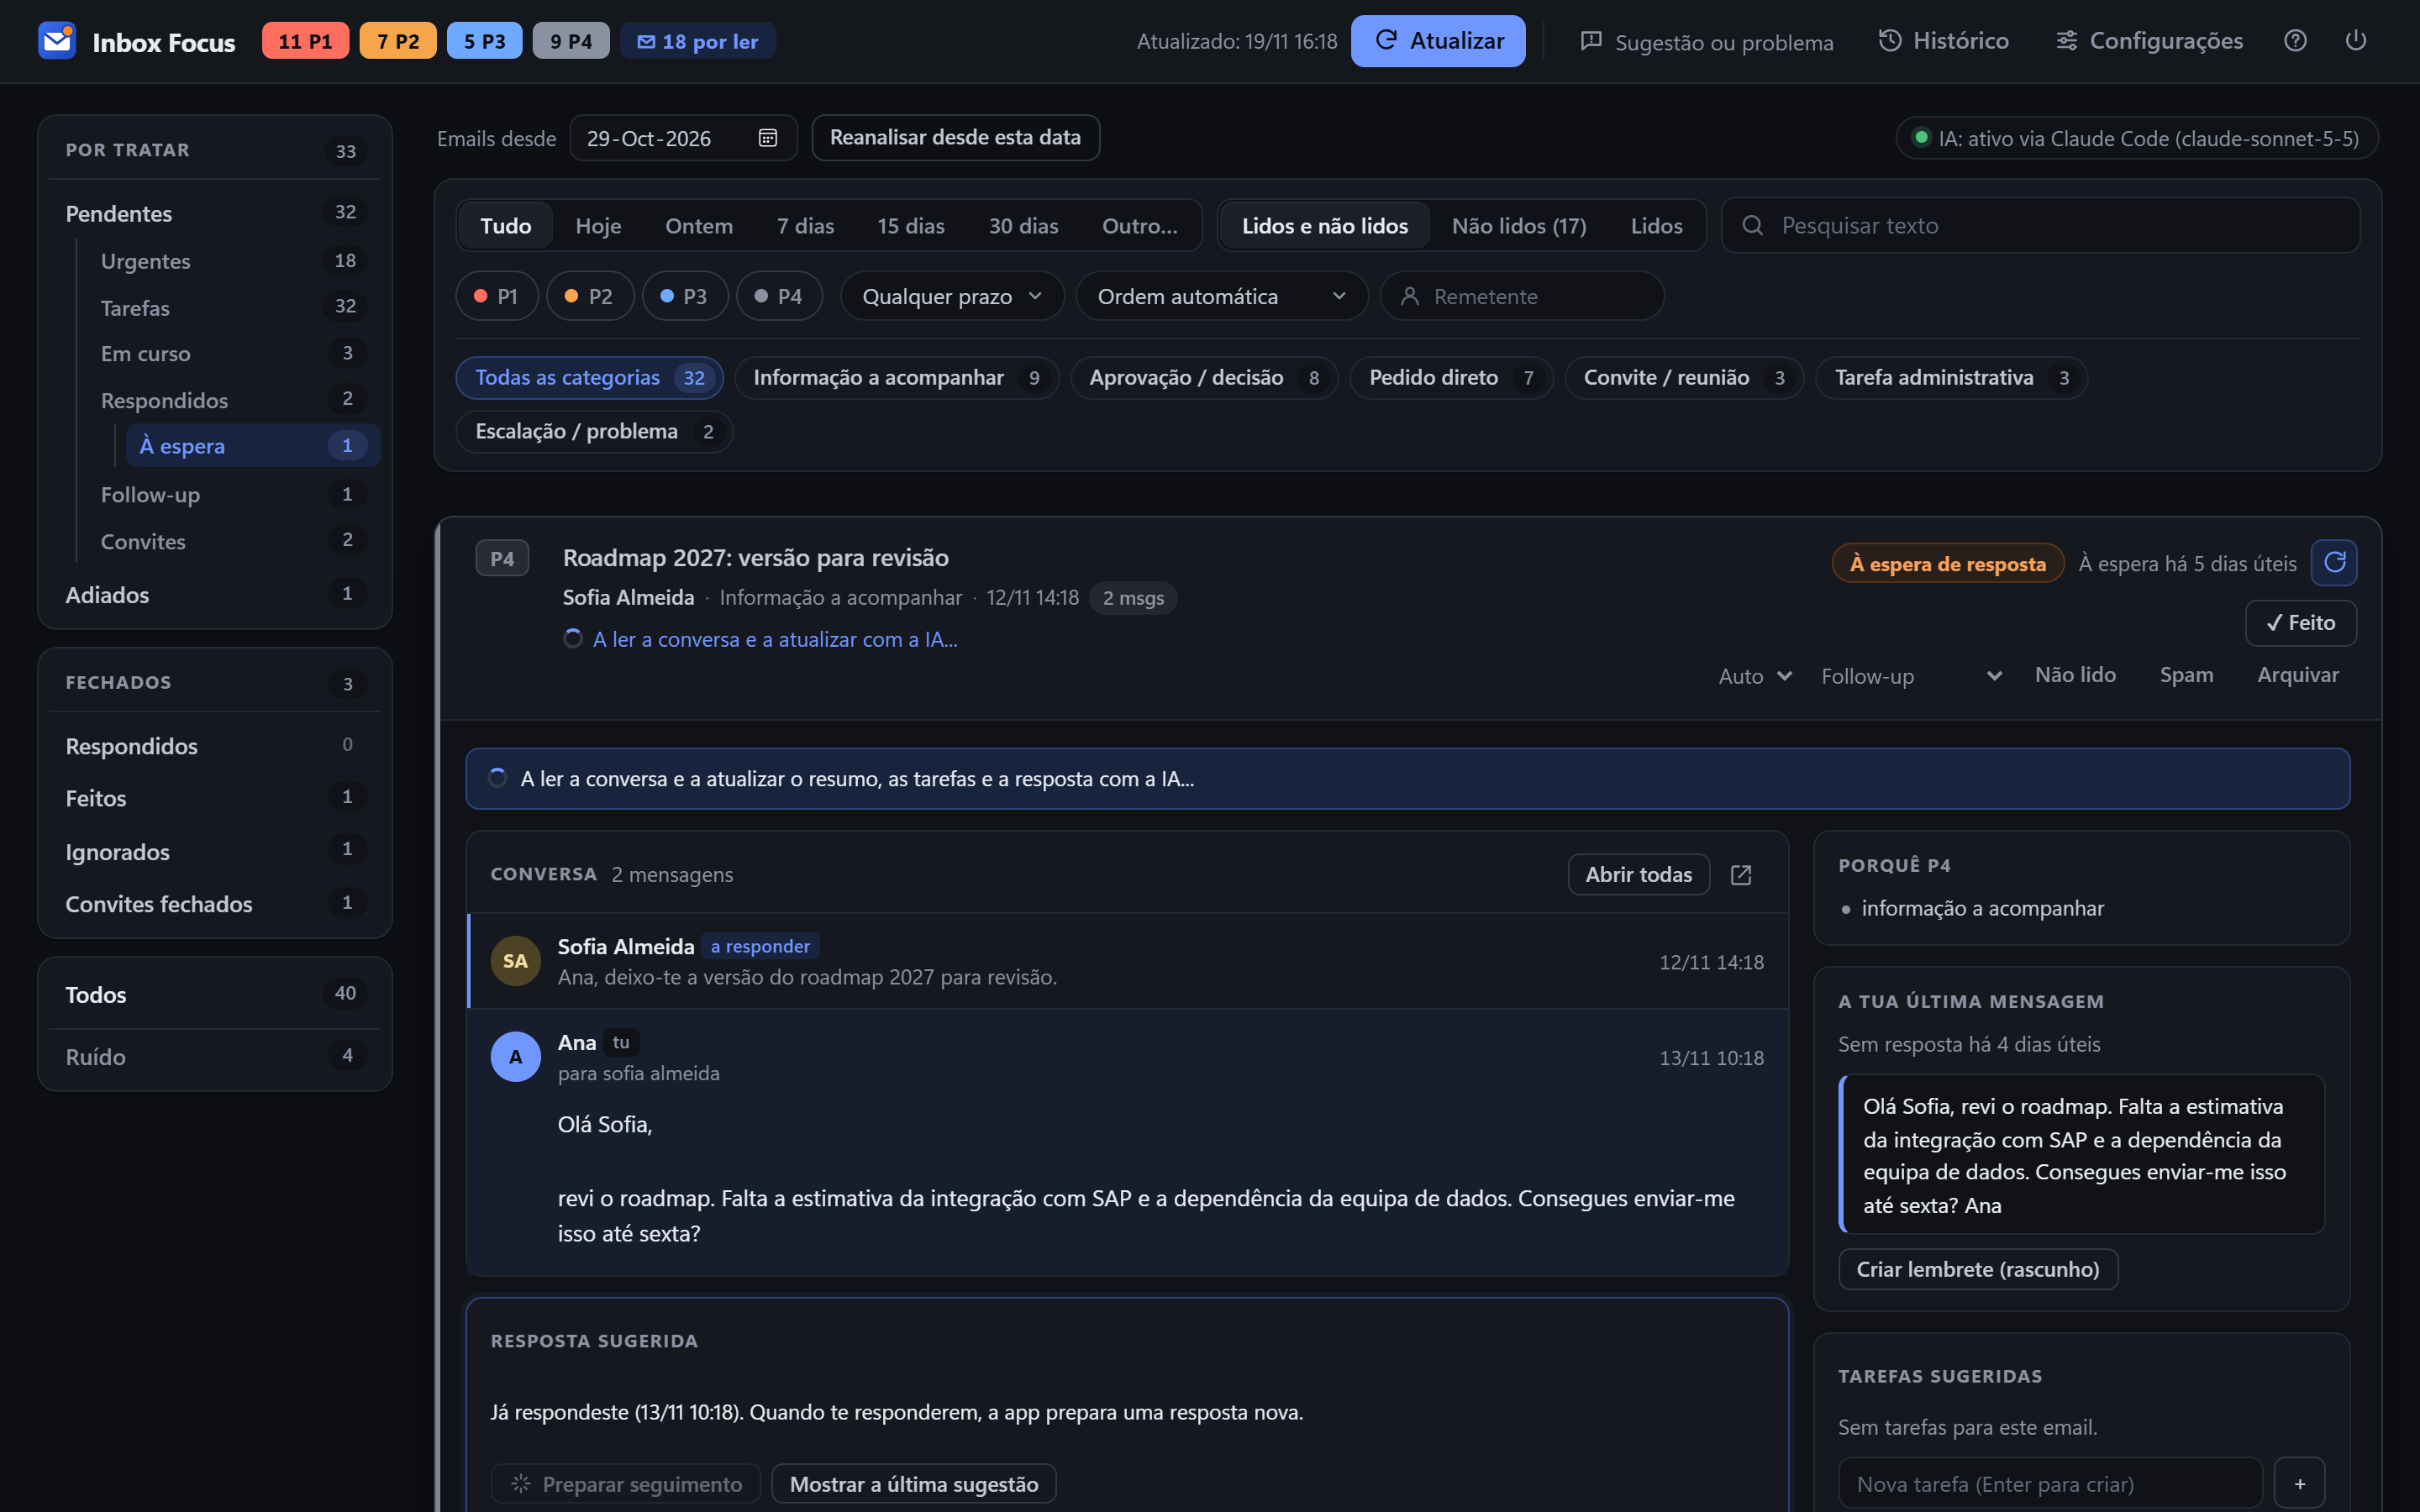 Inbox Focus
11 P1
7 P2
5 P3
9 P4
18 por ler
Atualizado: 19/11 16:18
Atualizar
Sugestão ou problema
Histórico
Configurações
POR TRATAR 33
Pendentes 32
Urgentes 18
Tarefas 32
Em curso 3
Respondidos 2
À espera 1
Follow-up 1
Convites 2
Adiados 1
FECHADOS 3
Respondidos 0
Feitos 1
Ignorados 1
Convites fechados 1
Todos 40
Ruído 4
Emails desde
29-Oct-2026
Reanalisar desde esta data
IA: ativo via Claude Code (claude-sonnet-5-5)
Tudo Hoje Ontem 7 dias 15 dias 30 dias Outro...
Lidos e não lidos Não lidos (17) Lidos
Pesquisar texto
P1 P2 P3 P4
Qualquer prazo
Ordem automática
Remetente
Todas as categorias 32
Informação a acompanhar 9
Aprovação / decisão 8
Pedido direto 7
Convite / reunião 3
Tarefa administrativa 3
Escalação / problema 2
P4
Roadmap 2027: versão para revisão
Sofia Almeida · Informação a acompanhar · 12/11 14:18 2 msgs
A ler a conversa e a atualizar com a IA...
À espera de resposta
À espera há 5 dias úteis
✓ Feito
Auto
Follow-up
Não lido
Spam
Arquivar
A ler a conversa e a atualizar o resumo, as tarefas e a resposta com a IA...
CONVERSA 2 mensagens
Abrir todas
SA
Sofia Almeida a responder
Ana, deixo-te a versão do roadmap 2027 para revisão.
12/11 14:18
A
Ana tu
para sofia almeida
13/11 10:18
Olá Sofia,
revi o roadmap. Falta a estimativa da integração com SAP e a dependência da equipa de dados. Consegues enviar-me
isso até sexta?
RESPOSTA SUGERIDA
Já respondeste (13/11 10:18). Quando te responderem, a app prepara uma resposta nova.
Preparar seguimento
Mostrar a última sugestão
PORQUÊ P4
informação a acompanhar
A TUA ÚLTIMA MENSAGEM
Sem resposta há 4 dias úteis
Olá Sofia, revi o roadmap. Falta a estimativa
da integração com SAP e a dependência da
equipa de dados. Consegues enviar-me isso
até sexta? Ana
Criar lembrete (rascunho)
TAREFAS SUGERIDAS
Sem tarefas para este email.
Nova tarefa (Enter para criar)
+